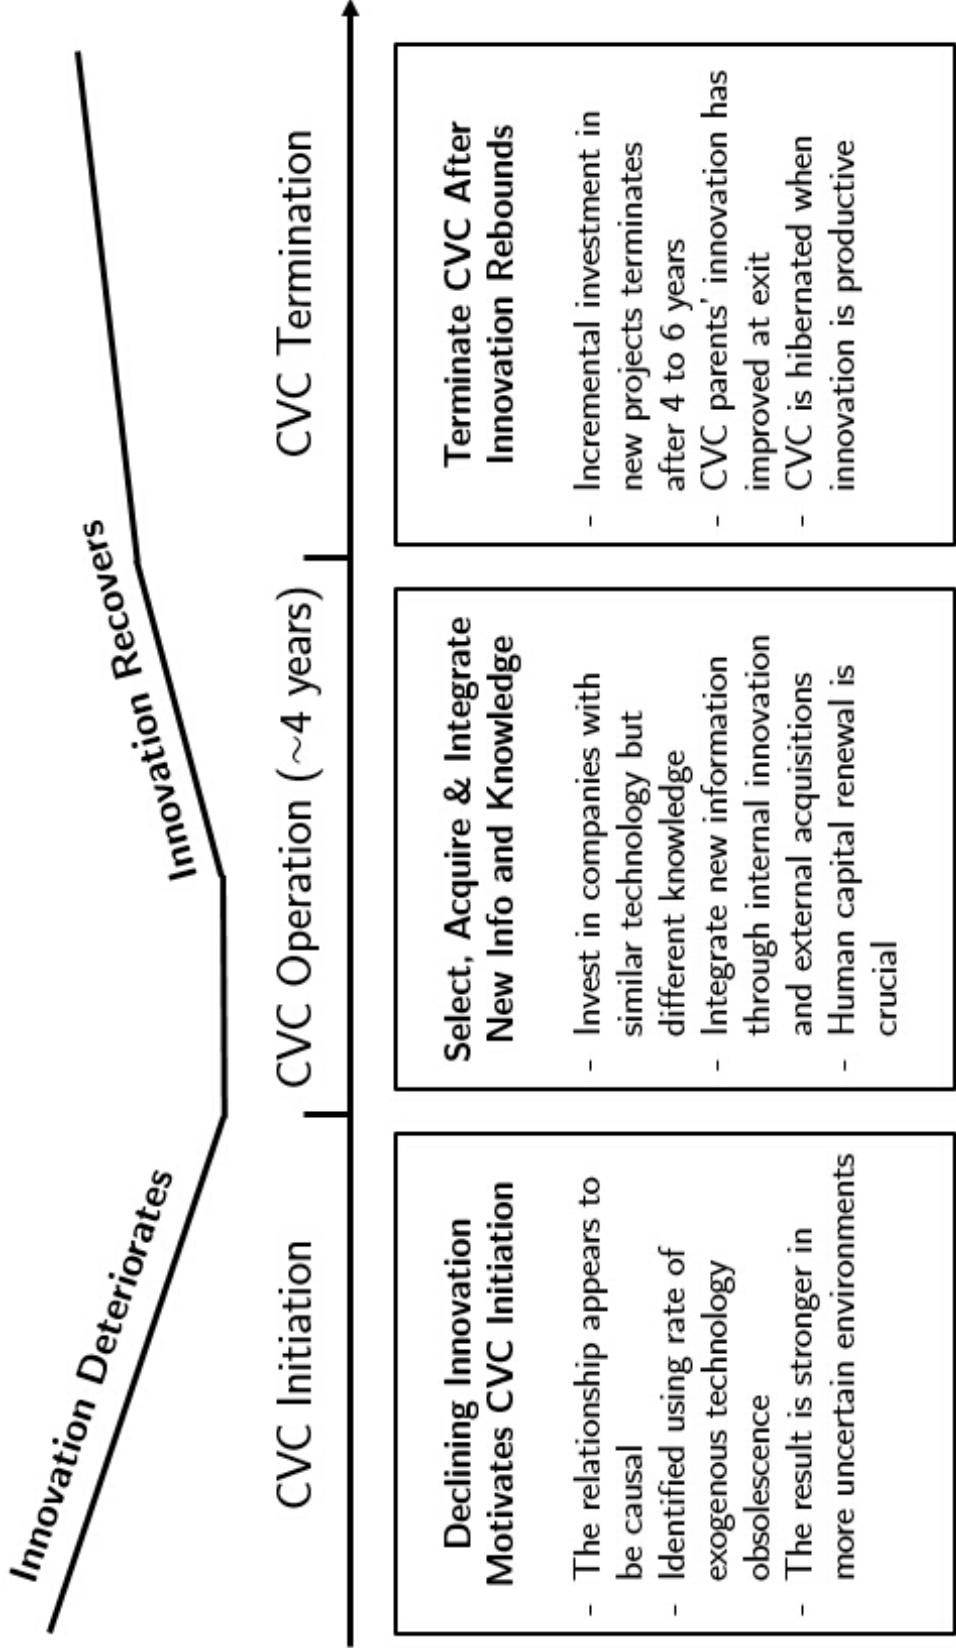 Innovation Deteriorates
Innovation Recovers
CVC Initiation
CVC Operation (~4 years)
CVC Termination
Declining Innovation
Motivates CVC Initiation
- The relationship appears to
be causal
- Identified using rate of
exogenous technology
obsolescence
- The result is stronger in
more uncertain environments
Select, Acquire & Integrate
New Info and Knowledge
- Invest in companies with
similar technology but
different knowledge
- Integrate new information
through internal innovation
and external acquisitions
- Human capital renewal is
crucial
Terminate CVC After
Innovation Rebounds
- Incremental investment in
new projects terminates
after 4 to 6 years
- CVC parents' innovation has
improved at exit
- CVC is hibernated when
innovation is productive